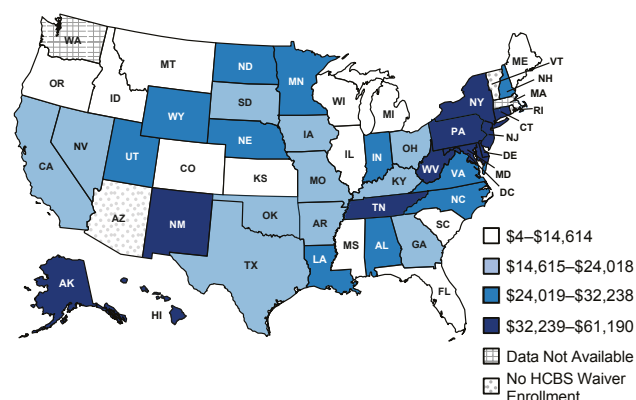 WA
MT
ND
MN
ME
VT
NH
MA
RI
CT
NJ
DE
MD
DC
OR
ID
WY
SD
WI
MI
NY
PA
NV
UT
NE
IA
IL
IN
OH
WV
VA
CA
CO
KS
MO
KY
NC
AZ
NM
OK
AR
TN
SC
TX
LA
MS
AL
GA
FL
AK
HI
$4–$14,614
$14,615–$24,018
$24,019–$32,238
$32,239–$61,190
Data Not Available
No HCBS Waiver
Enrollment